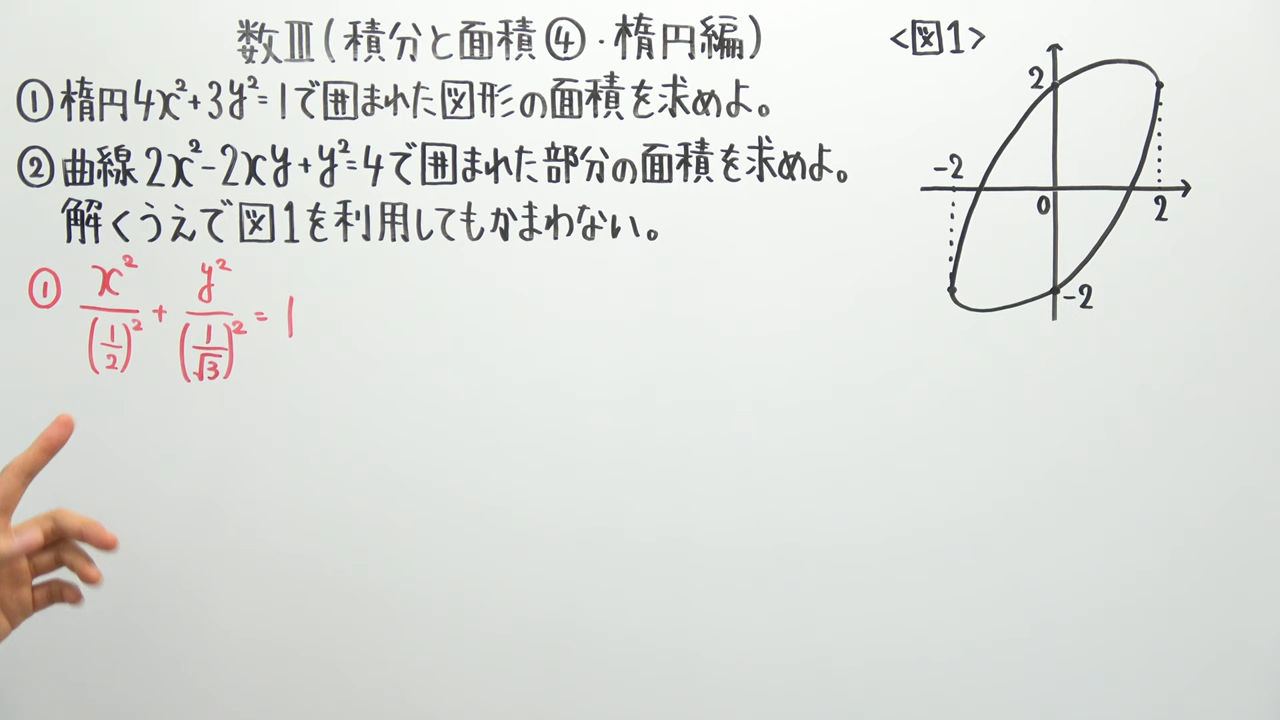 数Ⅲ(積分と面積④・楕円編)
①楕円4x²+3y²=1で囲まれた図形の面積を求めよ。
②曲線2x²-2xy+y²=4で囲まれた部分の面積を求めよ。
解くうえで図1を利用してもかまわない。
① x²/(1/2)² + y²/(1/√3)² = 1
<図1>
2
-2
0
2
-2